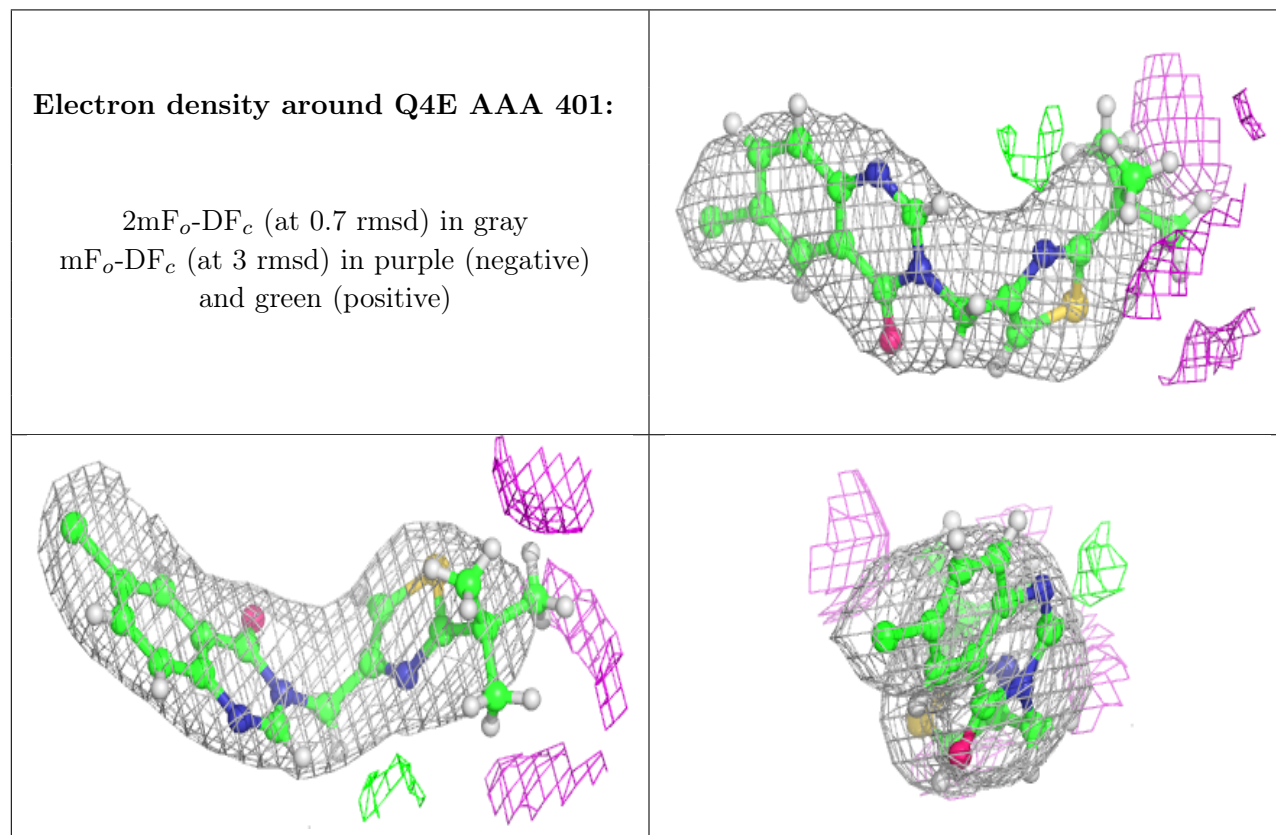 Electron density around Q4E AAA 401:
2mFₒ-DF𝑐 (at 0.7 rmsd) in gray
mFₒ-DF𝑐 (at 3 rmsd) in purple (negative)
and green (positive)